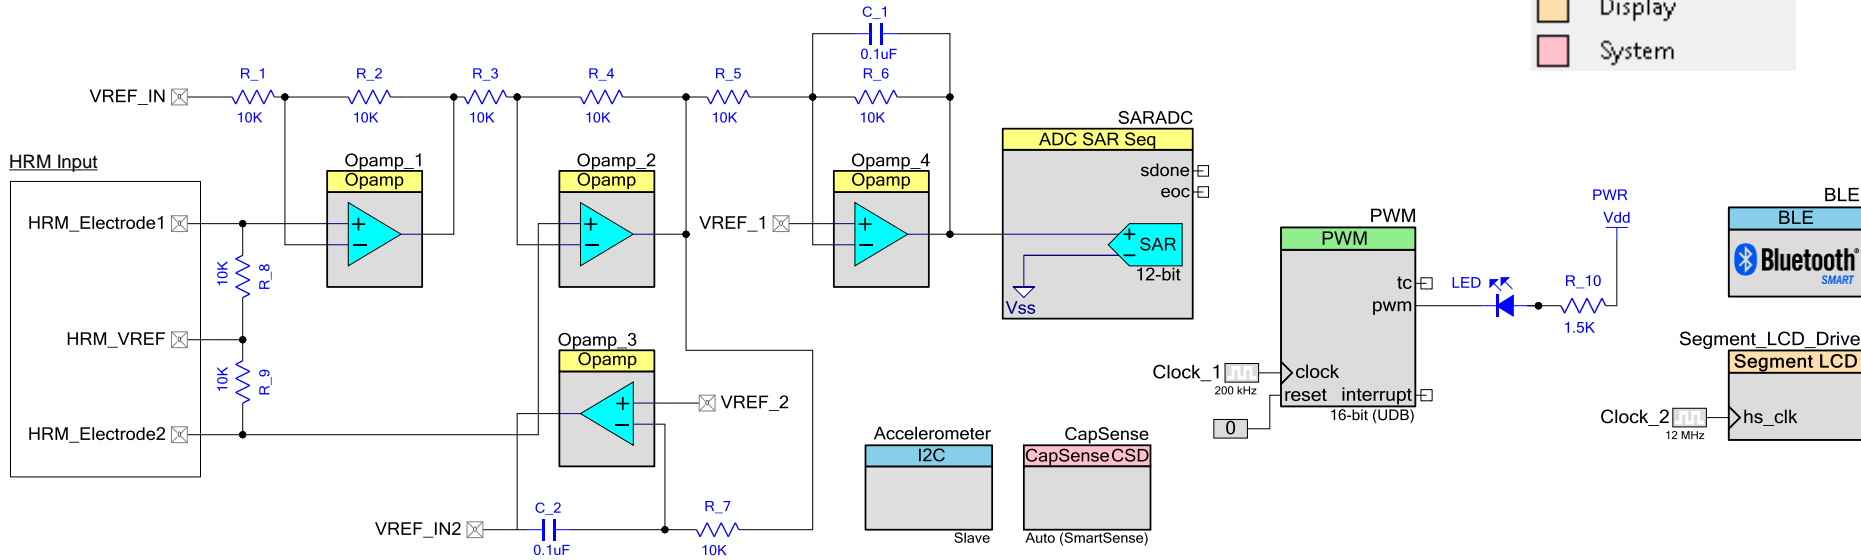 Display
System
C_1
0.1uF
R_1
R_2
R_3
R_4
R_5
R_6
VREF_IN
10K
10K
10K
10K
10K
10K
SARADC
ADC SAR Seq
sdone
eoc
SAR
12-bit
Vss
HRM Input
Opamp_1
Opamp
Opamp_2
Opamp
Opamp_4
Opamp
HRM_Electrode1
VREF_1
10K
R_8
HRM_VREF
10K
R_9
HRM_Electrode2
Opamp_3
Opamp
VREF_2
VREF_IN2
C_2
0.1uF
R_7
10K
Accelerometer
I2C
Slave
CapSense
CapSense CSD
Auto (SmartSense)
PWM
PWM
tc
pwm
clock
reset
interrupt
16-bit (UDB)
Clock_1
200 kHz
0
LED
R_10
1.5K
PWR
Vdd
BLE
BLE
Bluetooth®
SMART
Segment_LCD_Drive
Segment LCD
Clock_2
12 MHz
hs_clk